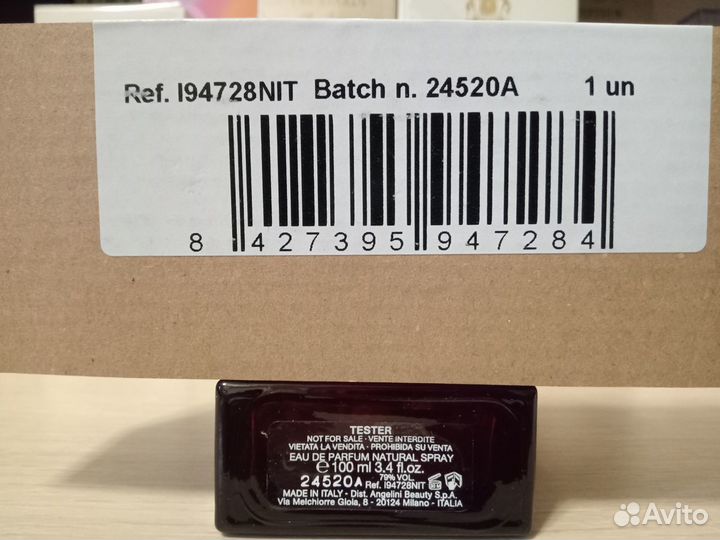 Ref. I94728NIT Batch n. 24520A 1 un
8 427395 947284
TESTER
NOT FOR SALE - VENTE INTERDITE
VIETATA LA VENDITA - PROHIBIDA SU VENTA
EAU DE PARFUM NATURAL SPRAY
e 100 ml 3.4 fl.oz.
79% VOL.
24520A Ref. I94728NIT
MADE IN ITALY - Dist. Angelini Beauty S.p.A.
Via Melchiorre Gioia, 8 - 20124 Milano - ITALIA
Avito